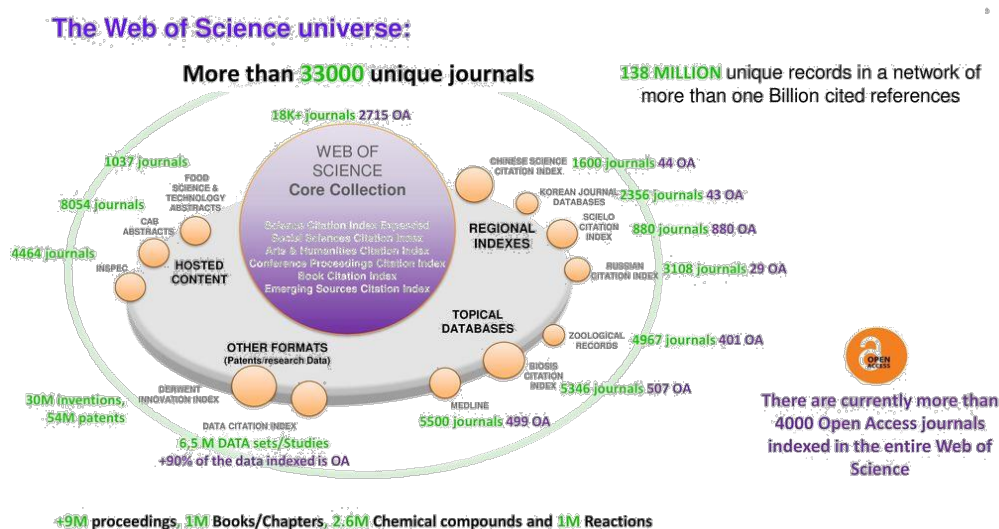 The Web of Science universe:
More than 33000 unique journals
138 MILLION unique records in a network of
more than one Billion cited references
18K+ journals 2715 OA
WEB OF
SCIENCE
Core Collection
Science Citation Index Expanded
Social Sciences Citation Index
Arts & Humanities Citation Index
Conference Proceedings Citation Index
Book Citation Index
Emerging Sources Citation Index
1037 journals
FOOD
SCIENCE &
TECHNOLOGY
ABSTRACTS
8054 journals
CAB
ABSTRACTS
4464 journals
INSPEC
HOSTED
CONTENT
CHINESE SCIENCE
CITATION INDEX
1600 journals 44 OA
KOREAN JOURNAL
DATABASES
2356 journals 43 OA
SCIELO
CITATION
INDEX
880 journals 880 OA
REGIONAL
INDEXES
RUSSIAN
CITATION INDEX
3108 journals 29 OA
TOPICAL
DATABASES
ZOOLOGICAL
RECORDS
4967 journals 401 OA
BIOSIS
CITATION
INDEX
5346 journals 507 OA
MEDLINE
5500 journals 499 OA
OTHER FORMATS
(Patents/research Data)
DERWENT
INNOVATION INDEX
30M Inventions,
54M patents
DATA CITATION INDEX
6,5 M DATA sets/Studies
+90% of the data indexed is OA
OPEN
ACCESS
There are currently more than
4000 Open Access journals
indexed in the entire Web of
Science
+9M proceedings, 1M Books/Chapters, 2.6M Chemical compounds and 1M Reactions